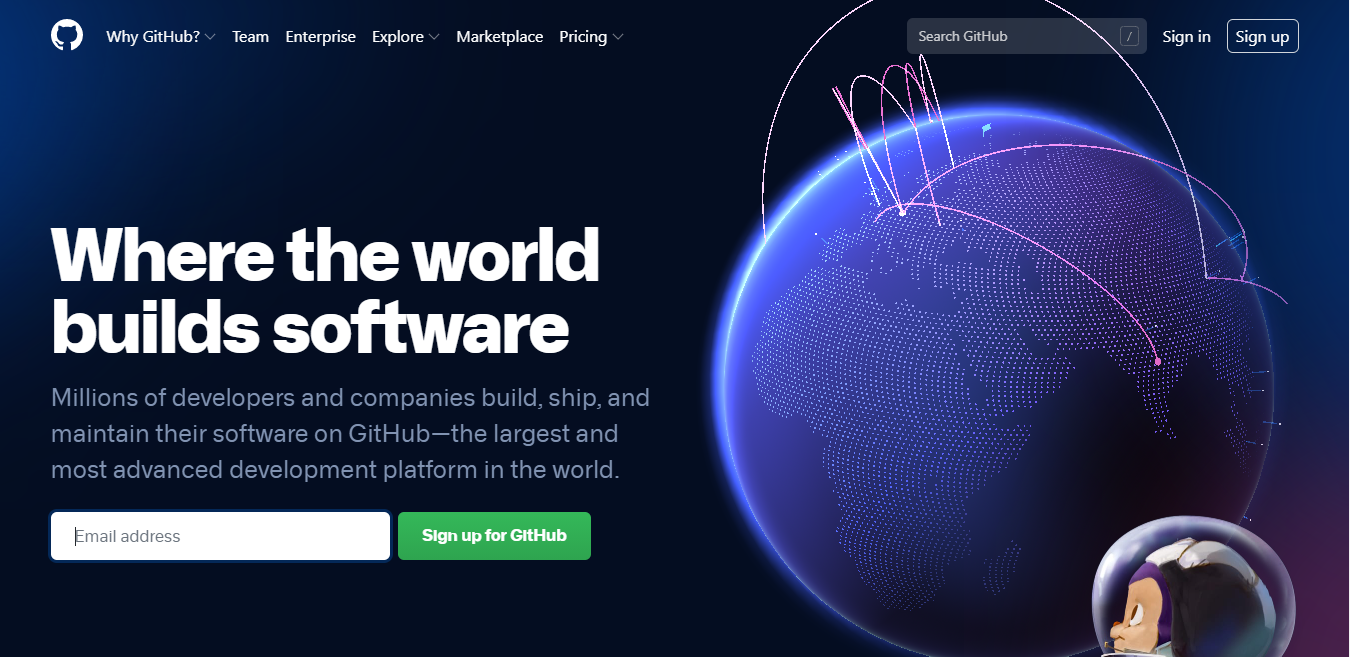 Why GitHub? Team Enterprise Explore Marketplace Pricing Search GitHub / Sign in Sign up
Where the world
builds software
Millions of developers and companies build, ship, and
maintain their software on GitHub—the largest and
most advanced development platform in the world.
Email address Sign up for GitHub